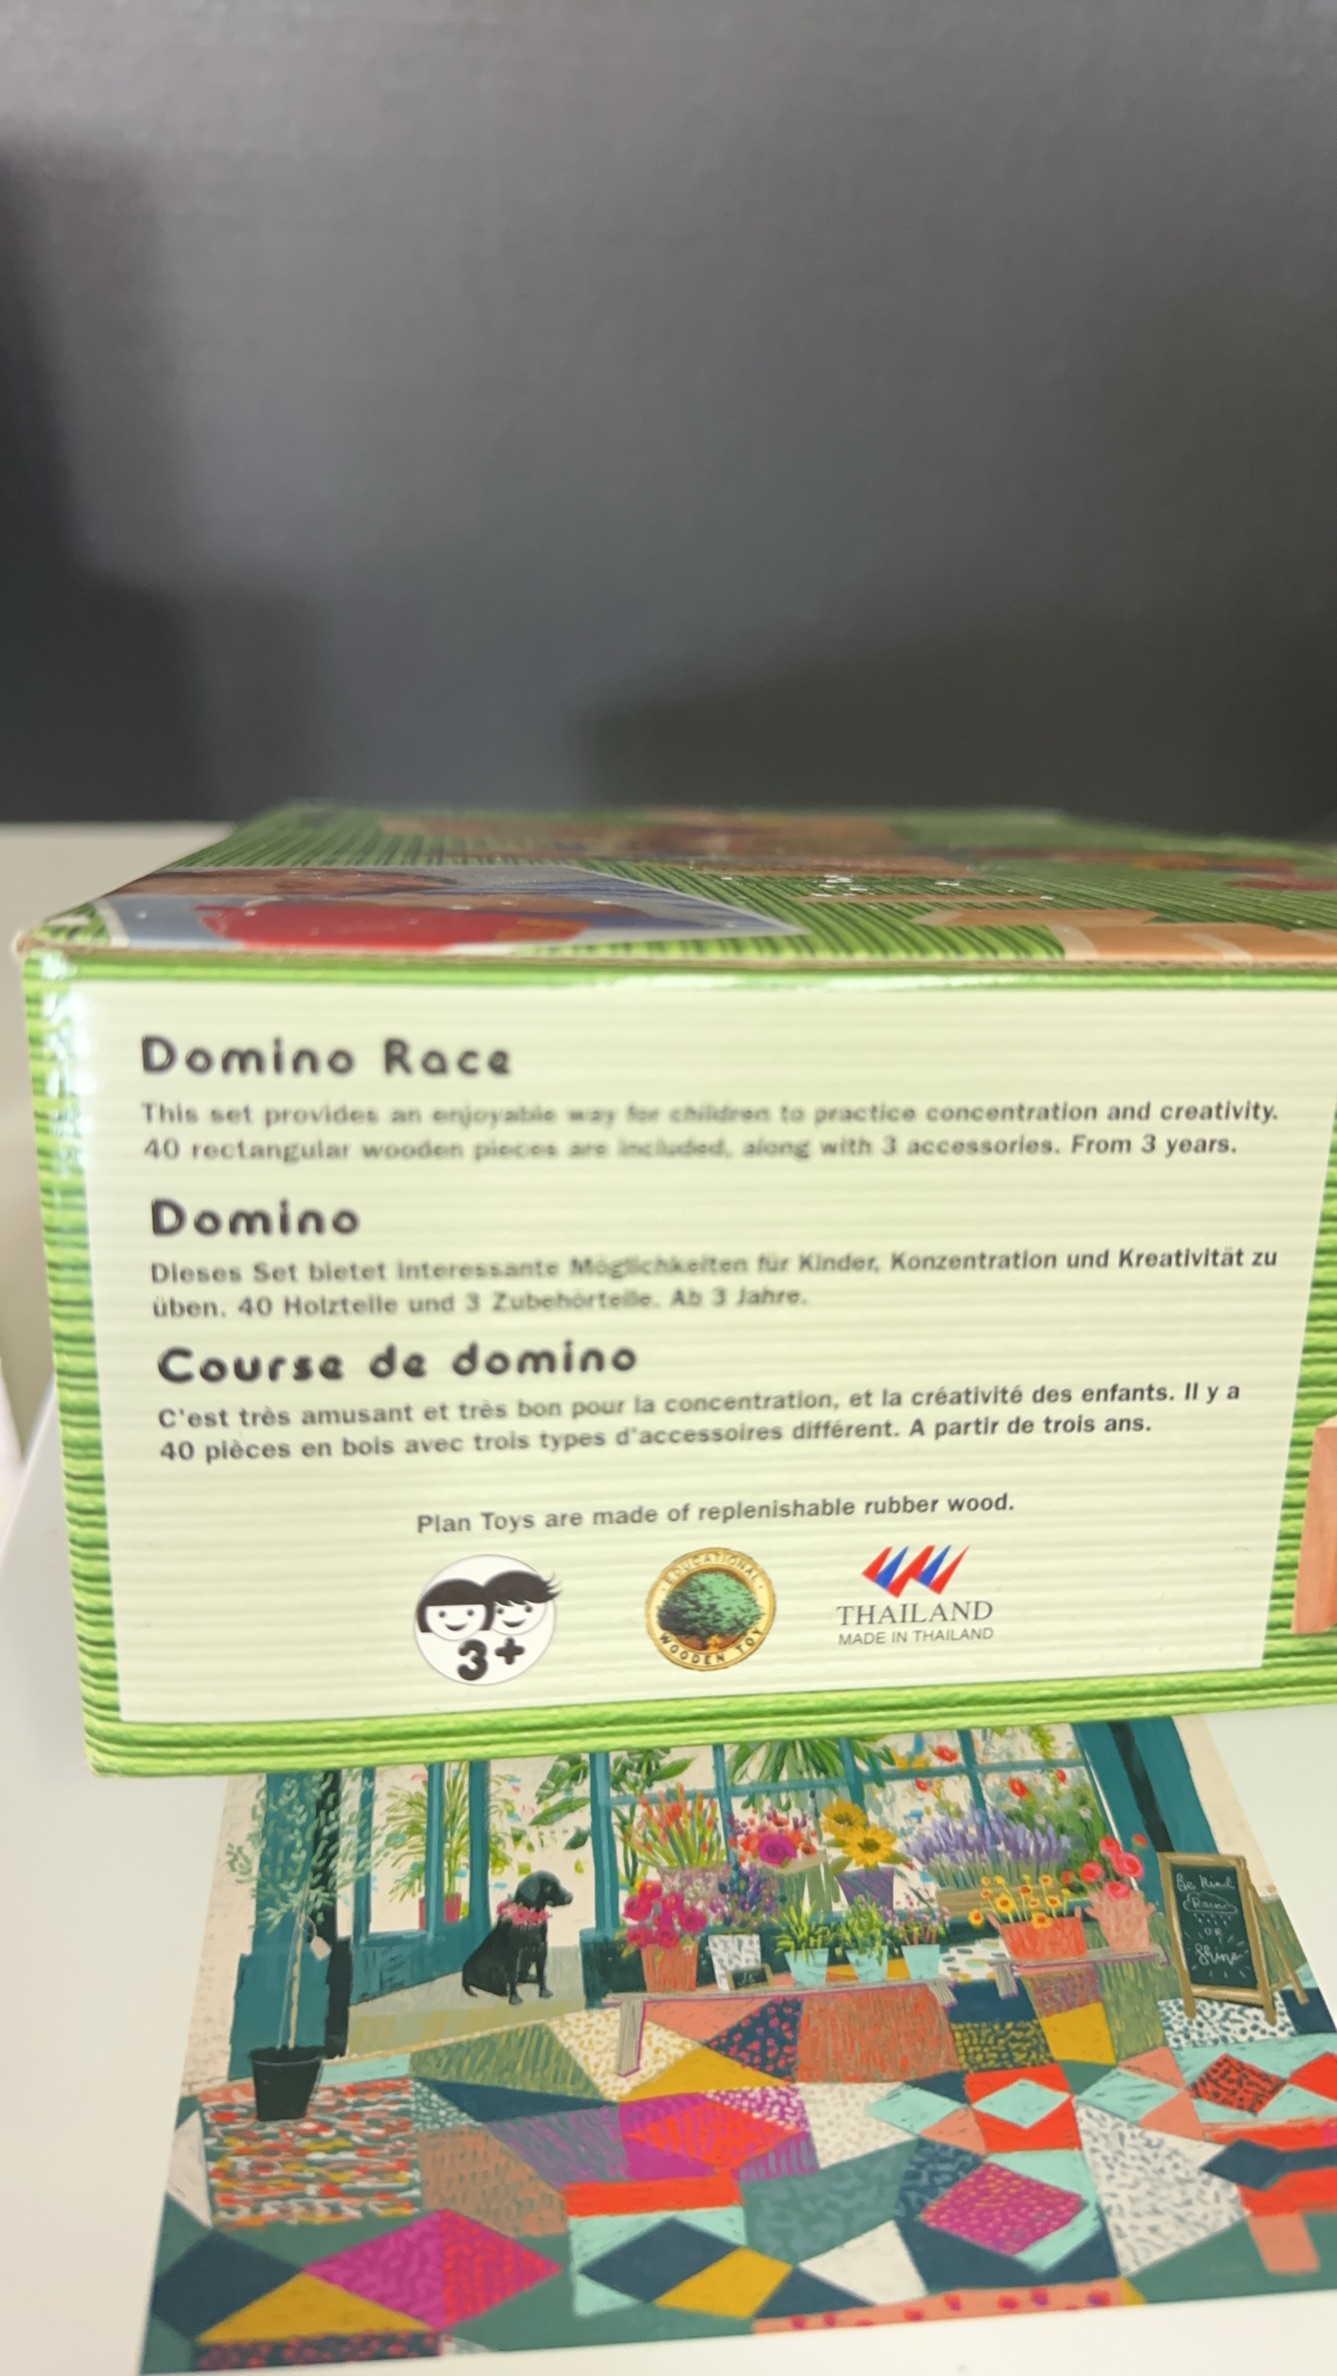 Domino Race
This set provides an enjoyable way for children to practice concentration and creativity.
40 rectangular wooden pieces are included, along with 3 accessories. From 3 years.
Domino
Dieses Set bietet interessante Möglichkeiten für Kinder, Konzentration und Kreativität zu
üben. 40 Holzteile und 3 Zubehörteile. Ab 3 Jahre.
Course de domino
C'est très amusant et très bon pour la concentration, et la créativité des enfants. Il y a
40 pièces en bois avec trois types d'accessoires différent. A partir de trois ans.
Plan Toys are made of replenishable rubber wood.
3+
EDUCATIONAL
WOODEN TOY
THAILAND
MADE IN THAILAND
Be Kind
Rain
OR
Shine